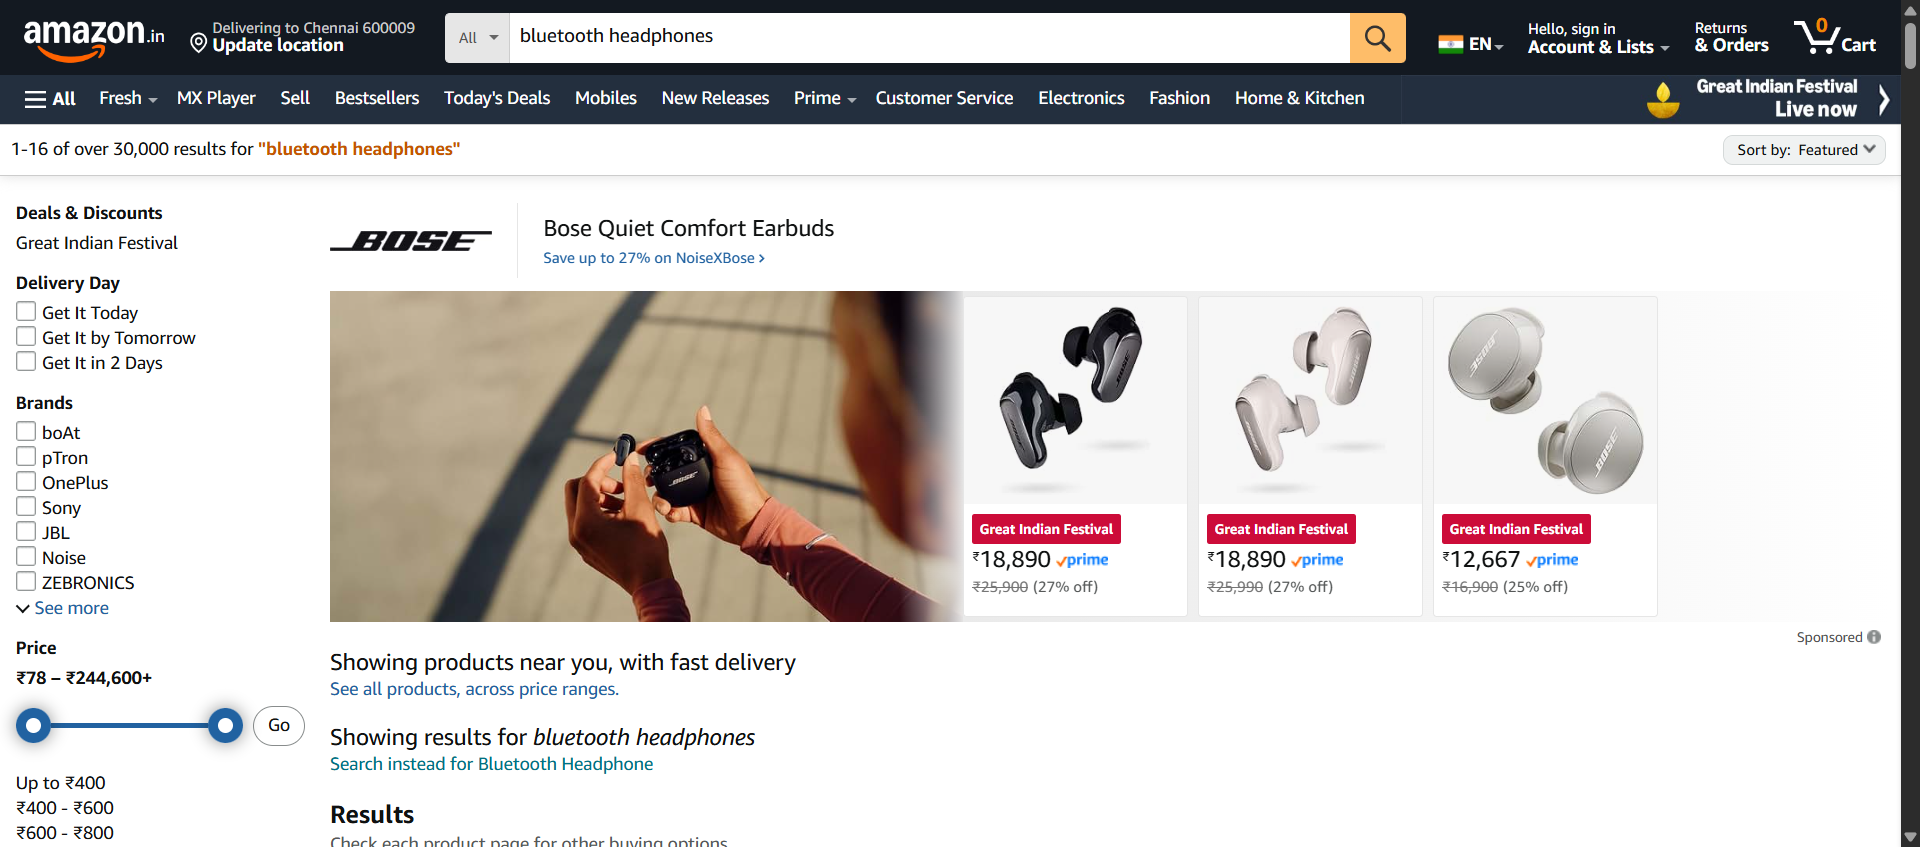 amazon.in
Delivering to Chennai 600009
Update location
All
bluetooth headphones
EN
Hello, sign in
Account & Lists
Returns
& Orders
0
Cart
All
Fresh
MX Player
Sell
Bestsellers
Today's Deals
Mobiles
New Releases
Prime
Customer Service
Electronics
Fashion
Home & Kitchen
Great Indian Festival
Live now
1-16 of over 30,000 results for "bluetooth headphones"
Sort by: Featured
Deals & Discounts
Great Indian Festival
Delivery Day
Get It Today
Get It by Tomorrow
Get It in 2 Days
Brands
boAt
pTron
OnePlus
Sony
JBL
Noise
ZEBRONICS
See more
Price
₹78 – ₹244,600+
Go
Up to ₹400
₹400 - ₹600
₹600 - ₹800
BOSE
Bose Quiet Comfort Earbuds
Save up to 27% on NoiseXBose ›
BOSE
BOSE
BOSE
BOSE
Great Indian Festival
₹18,890 prime
₹25,900 (27% off)
Great Indian Festival
₹18,890 prime
₹25,990 (27% off)
Great Indian Festival
₹12,667 prime
₹16,900 (25% off)
Sponsored
Showing products near you, with fast delivery
See all products, across price ranges.
Showing results for bluetooth headphones
Search instead for Bluetooth Headphone
Results
Check each product page for other buying options.